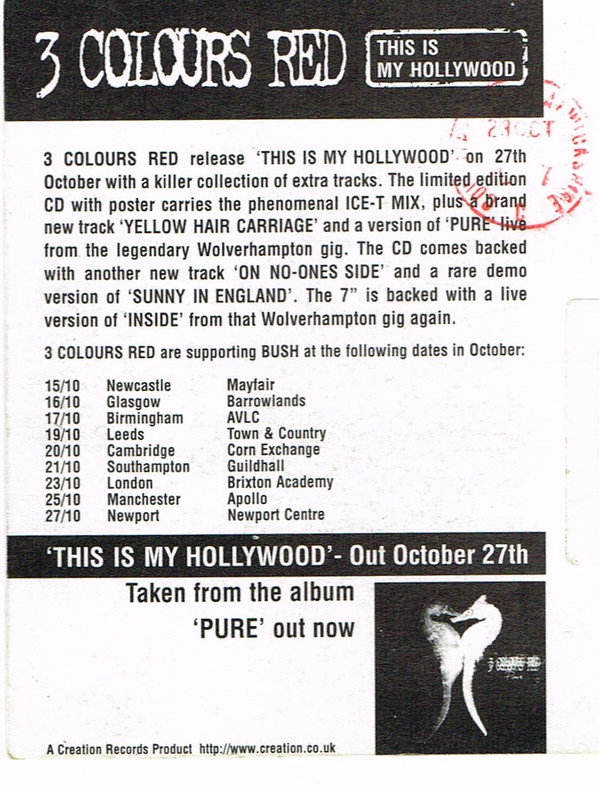 3 COLOURS RED
THIS IS
MY HOLLYWOOD
3 COLOURS RED release ‘THIS IS MY HOLLYWOOD’ on 27th
October with a killer collection of extra tracks. The limited edition
CD with poster carries the phenomenal ICE-T MIX, plus a brand
new track ‘YELLOW HAIR CARRIAGE’ and a version of ‘PURE’ live
from the legendary Wolverhampton gig. The CD comes backed
with another new track ‘ON NO-ONES SIDE’ and a rare demo
version of ‘SUNNY IN ENGLAND’. The 7” is backed with a live
version of ‘INSIDE’ from that Wolverhampton gig again.
3 COLOURS RED are supporting BUSH at the following dates in October:
15/10 Newcastle Mayfair
16/10 Glasgow Barrowlands
17/10 Birmingham AVLC
19/10 Leeds Town & Country
20/10 Cambridge Corn Exchange
21/10 Southampton Guildhall
23/10 London Brixton Academy
25/10 Manchester Apollo
27/10 Newport Newport Centre
‘THIS IS MY HOLLYWOOD’- Out October 27th
Taken from the album
‘PURE’ out now
3 COLOURS RED
A Creation Records Product http://www.creation.co.uk
23 OCT